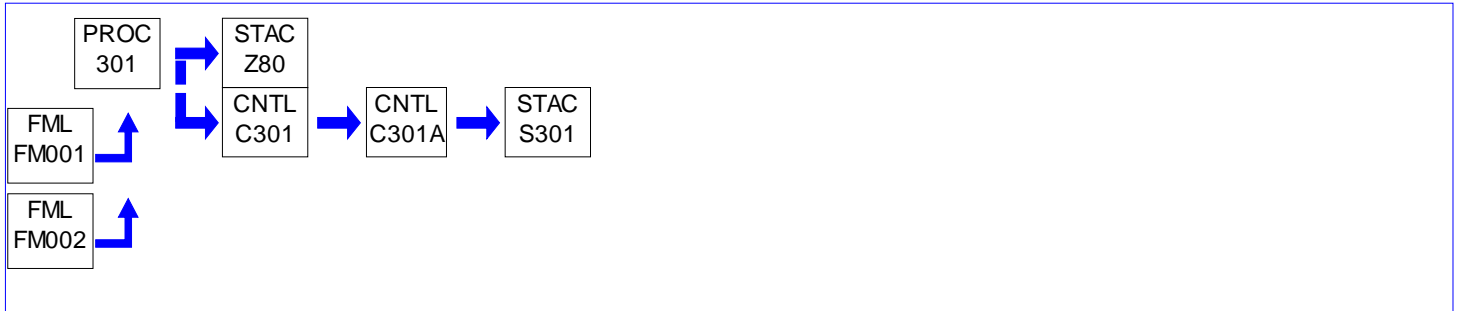 PROC
301
STAC
Z80
CNTL
C301
CNTL
C301A
STAC
S301
FML
FM001
FML
FM002